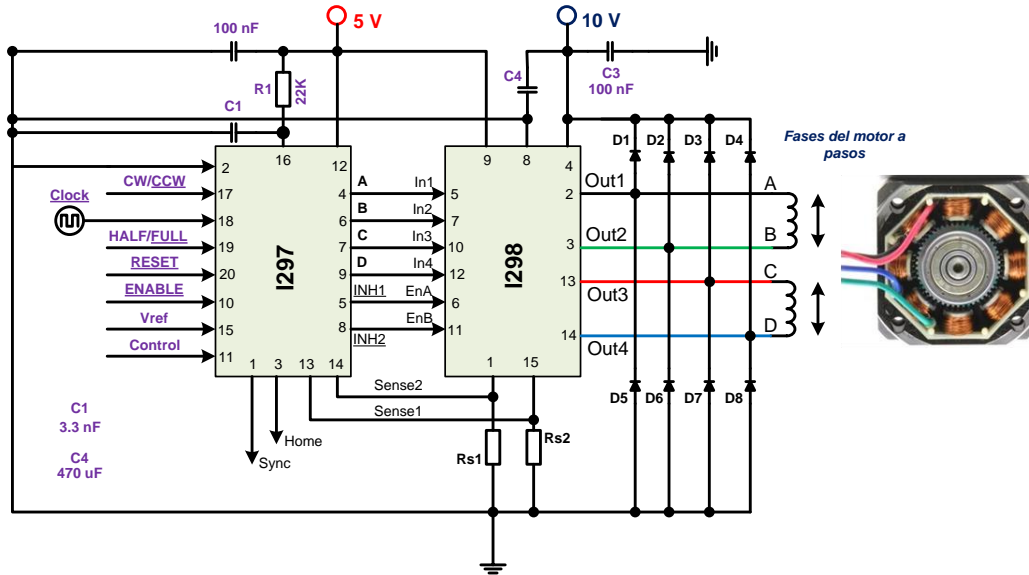 5 V
10 V
100 nF
R1
22K
C1
C4
C3
100 nF
D1
D2
D3
D4
Fases del motor a
pasos
16
12
9
8
4
2
CW/CCW
17
Clock
18
HALF/FULL
19
RESET
20
ENABLE
10
Vref
15
Control
11
I297
4
A
In1
5
6
B
In2
7
7
C
In3
10
9
D
In4
12
5
INH1
EnA
6
8
INH2
EnB
11
I298
2
Out1
A
3
Out2
B
13
Out3
C
14
Out4
D
1
3
13
14
1
15
Sense2
Sense1
D5
D6
D7
D8
C1
3.3 nF
C4
470 uF
Home
Sync
Rs1
Rs2